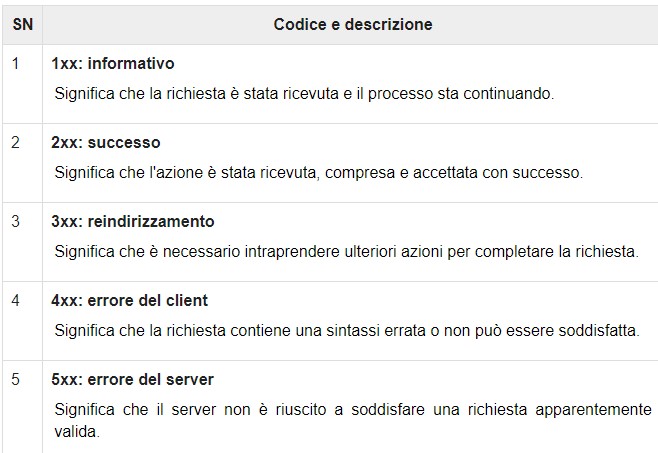 SN Codice e descrizione
1 1xx: informativo
Significa che la richiesta è stata ricevuta e il processo sta continuando.
2 2xx: successo
Significa che l'azione è stata ricevuta, compresa e accettata con successo.
3 3xx: reindirizzamento
Significa che è necessario intraprendere ulteriori azioni per completare la richiesta.
4 4xx: errore del client
Significa che la richiesta contiene una sintassi errata o non può essere soddisfatta.
5 5xx: errore del server
Significa che il server non è riuscito a soddisfare una richiesta apparentemente
valida.